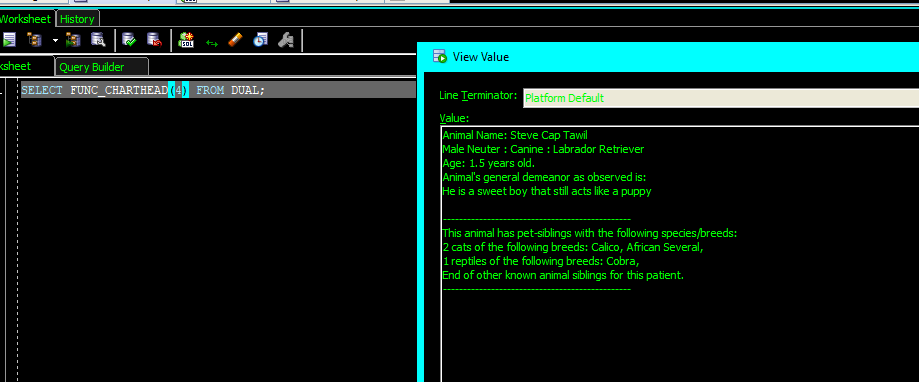 Worksheet History
SQL
ksheet Query Builder
SELECT FUNC_CHARTHEAD(4) FROM DUAL;
View Value
Line Terminator: Platform Default
Value:
Animal Name: Steve Cap Tawil
Male Neuter : Canine : Labrador Retriever
Age: 1.5 years old.
Animal's general demeanor as observed is:
He is a sweet boy that still acts like a puppy
-----------------------------------------------
This animal has pet-siblings with the following species/breeds:
2 cats of the following breeds: Calico, African Several,
1 reptiles of the following breeds: Cobra,
End of other known animal siblings for this patient.
-----------------------------------------------